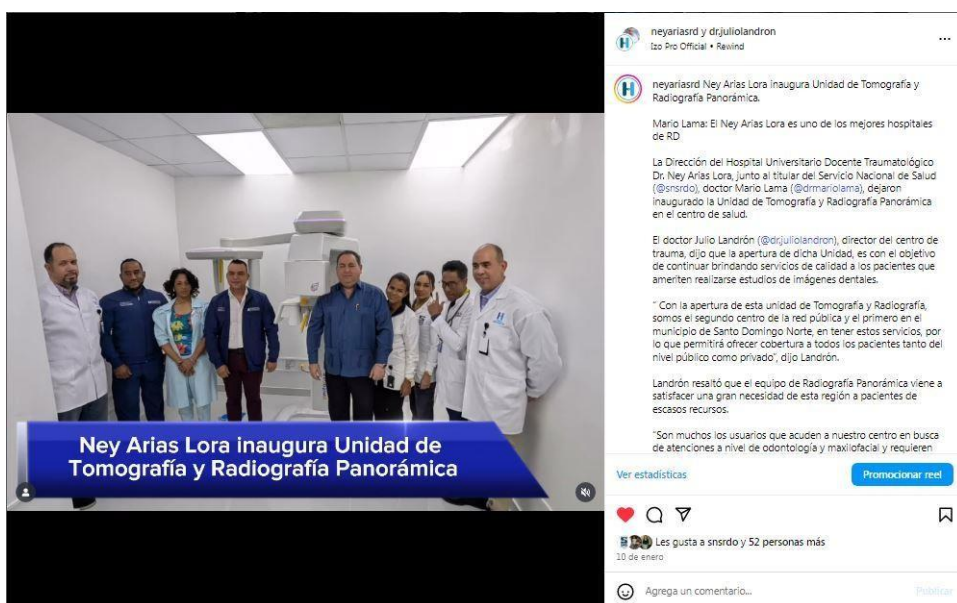 Ney Arias Lora inaugura Unidad de
Tomografía y Radiografía Panorámica
neyariasrd y dr.juliolandron
Izo Pro Official • Rewind
neyariasrd Ney Arias Lora inaugura Unidad de Tomografía y
Radiografía Panorámica.
Mario Lama: El Ney Arias Lora es uno de los mejores hospitales
de RD
La Dirección del Hospital Universitario Docente Traumatológico
Dr. Ney Arias Lora, junto al titular del Servicio Nacional de Salud
(@snsrdo), doctor Mario Lama (@drmariolama), dejaron
inaugurado la Unidad de Tomografía y Radiografía Panorámica
en el centro de salud.
El doctor Julio Landrón (@dr.juliolandron), director del centro de
trauma, dijo que la apertura de dicha Unidad, es con el objetivo
de continuar brindando servicios de calidad a los pacientes que
ameriten realizarse estudios de imágenes dentales.
" Con la apertura de esta unidad de Tomografía y Radiografía,
somos el segundo centro de la red pública y el primero en el
municipio de Santo Domingo Norte, en tener estos servicios, por
lo que permitirá ofrecer cobertura a todos los pacientes tanto del
nivel público como privado", dijo Landrón.
Landrón resaltó que el equipo de Radiografía Panorámica viene a
satisfacer una gran necesidad de esta región a pacientes de
escasos recursos.
"Son muchos los usuarios que acuden a nuestro centro en busca
de atenciones a nivel de odontología y maxilofacial y requieren
Ver estadísticas
Promocionar reel
Les gusta a snsrdo y 52 personas más
10 de enero
Agrega un comentario...
Publicar